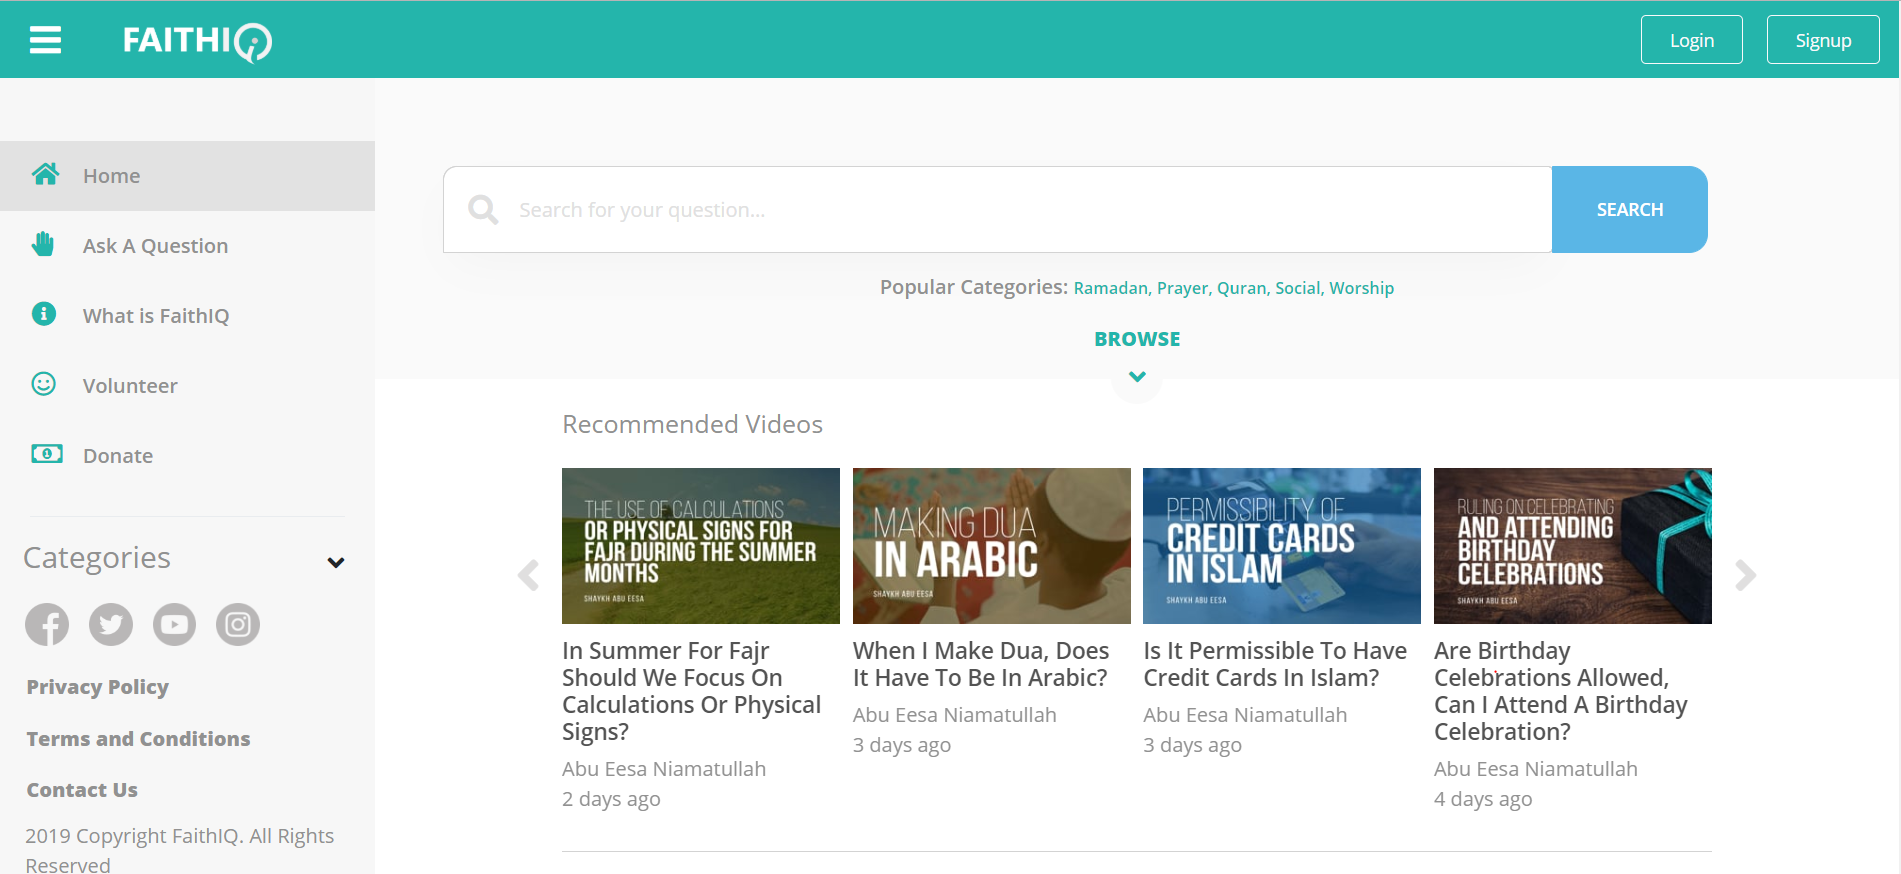 FAITHIQ
Login
Signup
Home
Ask A Question
What is FaithIQ
Volunteer
Donate
Categories
Privacy Policy
Terms and Conditions
Contact Us
2019 Copyright FaithIQ. All Rights
Reserved
Search for your question...
SEARCH
Popular Categories: Ramadan, Prayer, Quran, Social, Worship
BROWSE
Recommended Videos
THE USE OF CALCULATIONS
OR PHYSICAL SIGNS FOR
FAJR DURING THE SUMMER
MONTHS
SHAYKH ABU EESA
In Summer For Fajr
Should We Focus On
Calculations Or Physical
Signs?
Abu Eesa Niamatullah
2 days ago
MAKING DUA
IN ARABIC
SHAYKH ABU EESA
When I Make Dua, Does
It Have To Be In Arabic?
Abu Eesa Niamatullah
3 days ago
PERMISSIBILITY OF
CREDIT CARDS
IN ISLAM
SHAYKH ABU EESA
Is It Permissible To Have
Credit Cards In Islam?
Abu Eesa Niamatullah
3 days ago
RULING ON CELEBRATING
AND ATTENDING
BIRTHDAY
CELEBRATIONS
SHAYKH ABU EESA
Are Birthday
Celebrations Allowed,
Can I Attend A Birthday
Celebration?
Abu Eesa Niamatullah
4 days ago